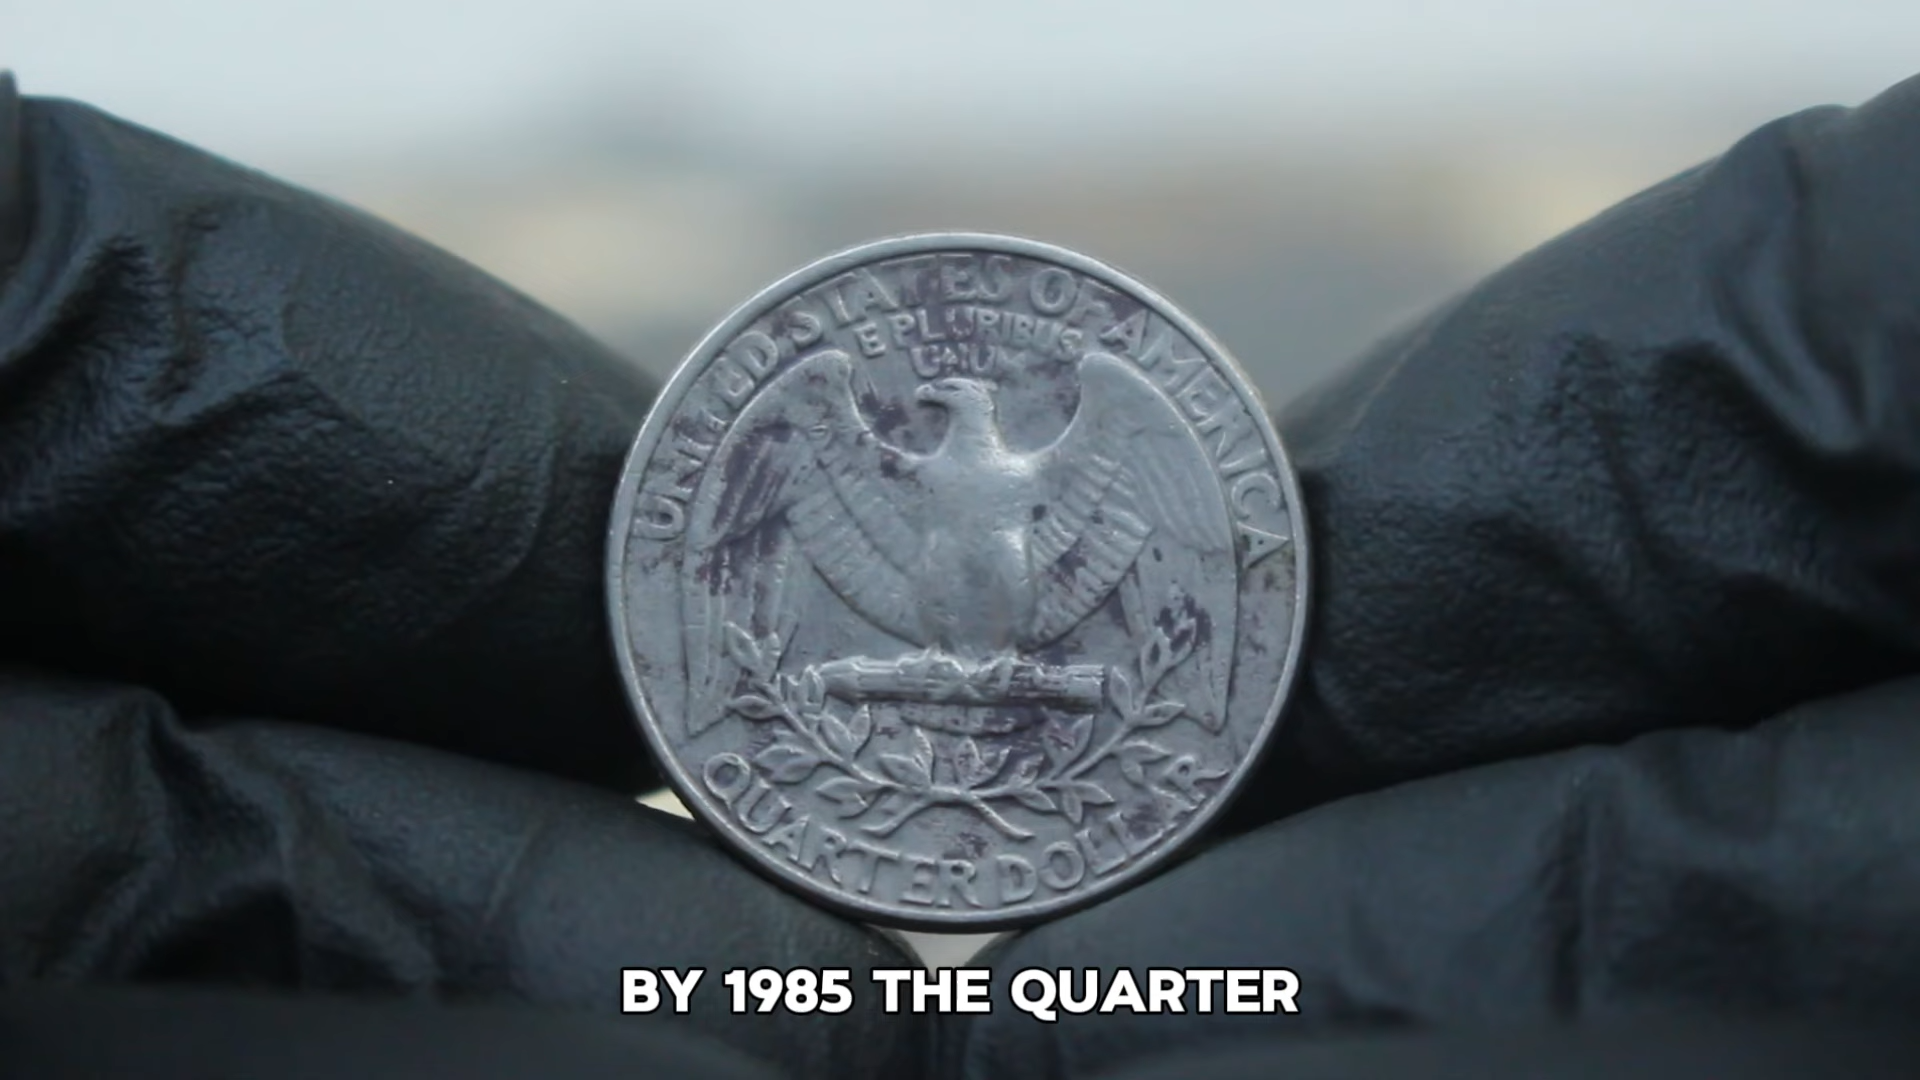 UNITED STATES OF AMERICA
E PLURIBUS
UNUM
QUARTER DOLLAR
BY 1985 THE QUARTER